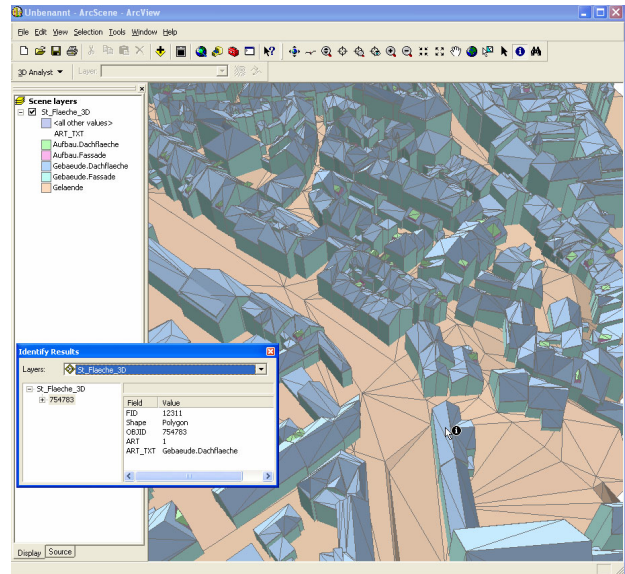 Unbenannt - ArcScene - ArcView
File Edit View Selection Tools Window Help
3D Analyst Layer:
Scene layers
St_Flaeche_3D
<all other values>
ART_TXT
Aufbau.Dachflaeche
Aufbau.Fassade
Gebaeude.Dachflaeche
Gebaeude.Fassade
Gelaende
Identify Results
Layers: St_Flaeche_3D
St_Flaeche_3D
754783
Field Value
FID 12311
Shape Polygon
OBJID 754783
ART 1
ART_TXT Gebaeude.Dachflaeche
Display Source